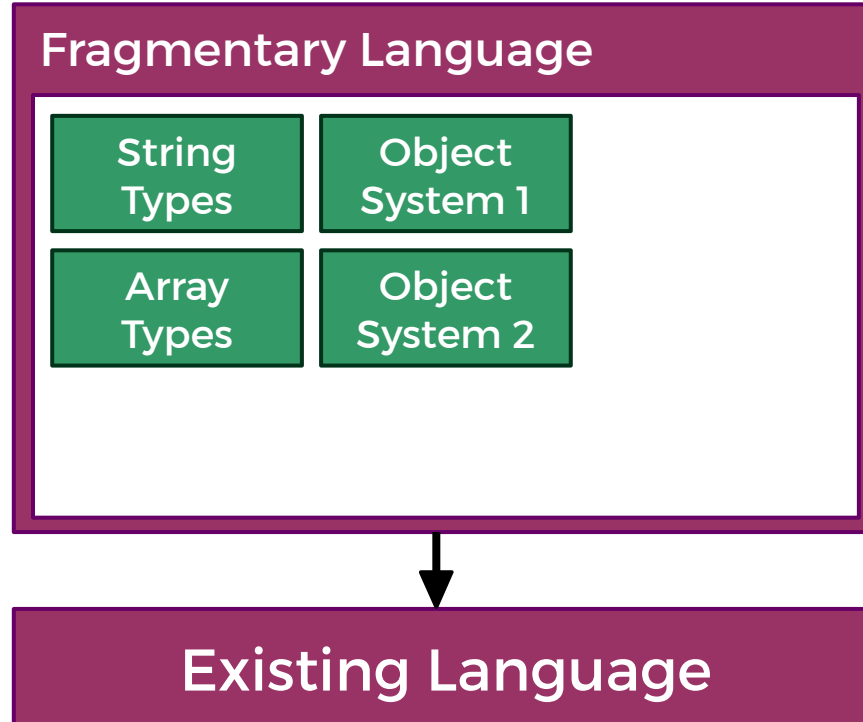 Fragmentary Language
String
Types
Object
System 1
Array
Types
Object
System 2
Existing Language